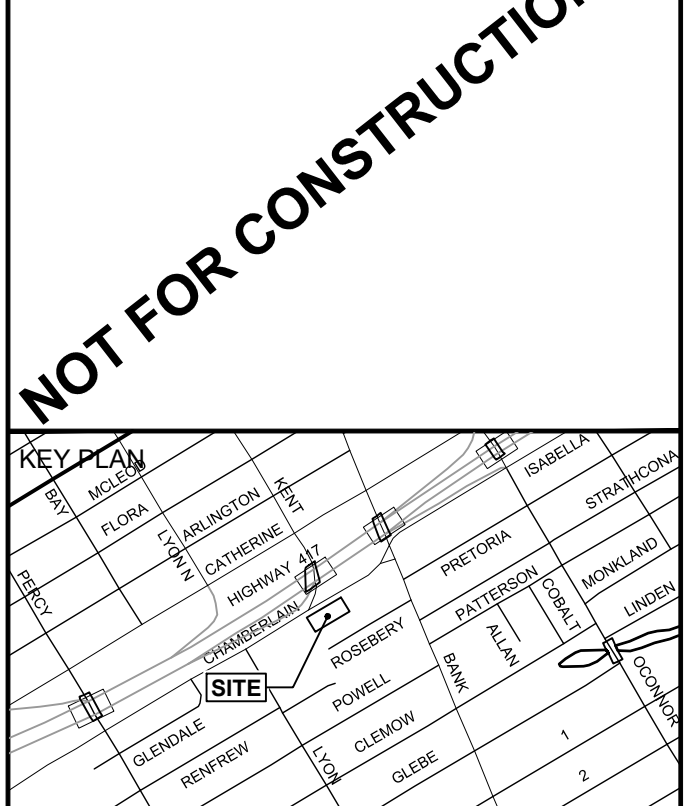 NOT FOR CONSTRUCTIO
KEY PLAN
MCLEOD
BAY
FLORA
ARLINGTON
KENT
LYON N
CATHERINE
HIGHWAY 417
PERCY
CHAMBERLAIN
SITE
ROSEBERY
POWELL
GLENDALE
RENFREW
LYON
CLEMOW
GLEBE
BANK
PRETORIA
PATTERSON
ALLAN
COBALT
ISABELLA
STRATHCONA
MONKLAND
LINDEN
OCONNOR
1
2